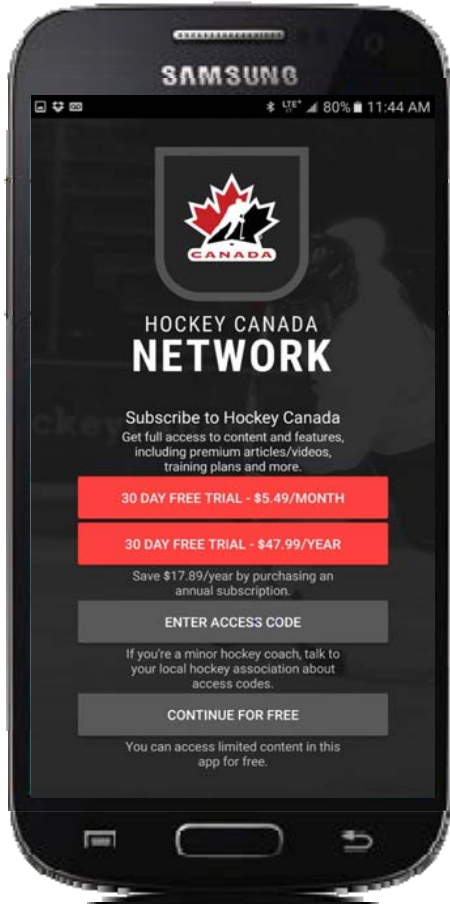 SAMSUNG
LTE+ 80% 11:44 AM
CANADA
HOCKEY CANADA
NETWORK
Subscribe to Hockey Canada
Get full access to content and features,
including premium articles/videos,
training plans and more.
30 DAY FREE TRIAL - $5.49/MONTH
30 DAY FREE TRIAL - $47.99/YEAR
Save $17.89/year by purchasing an
annual subscription.
ENTER ACCESS CODE
If you're a minor hockey coach, talk to
your local hockey association about
access codes.
CONTINUE FOR FREE
You can access limited content in this
app for free.